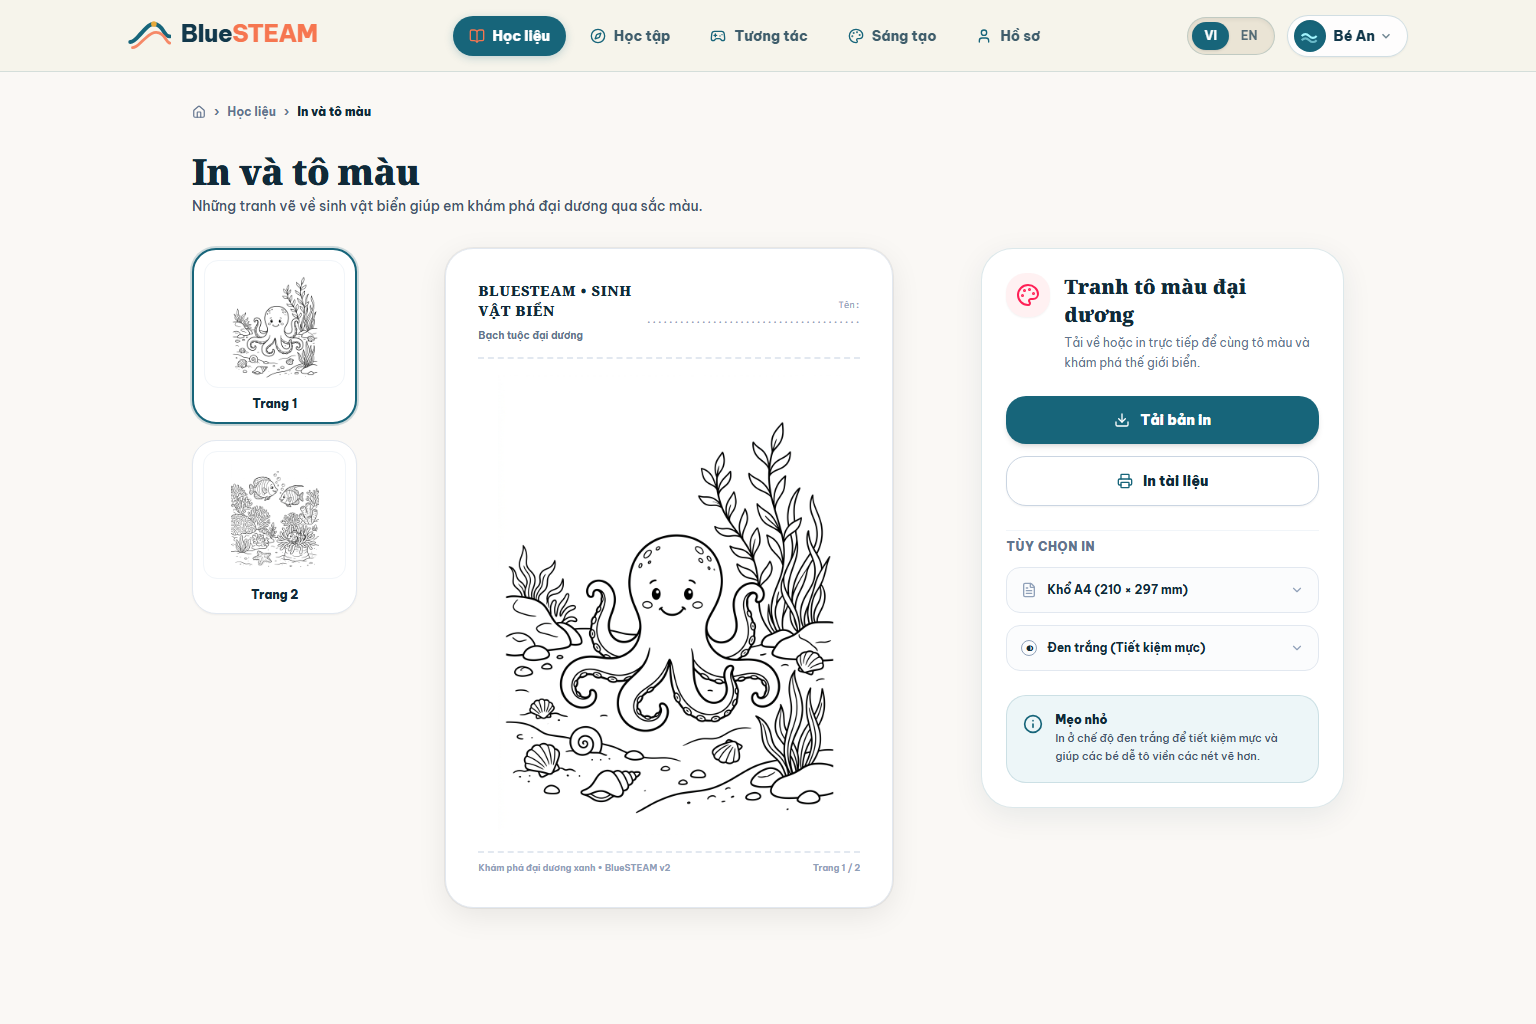 BlueSTEAM
Học liệu
Học tập
Tương tác
Sáng tạo
Hồ sơ
VI
EN
Bé An
Học liệu › In và tô màu
In và tô màu
Những tranh vẽ về sinh vật biển giúp em khám phá đại dương qua sắc màu.
Trang 1
Trang 2
BLUESTEAM • SINH
VẬT BIỂN
Bạch tuộc đại dương
Tên:
Khám phá đại dương xanh • BlueSTEAM v2
Trang 1 / 2
Tranh tô màu đại
dương
Tải về hoặc in trực tiếp để cùng tô màu và
khám phá thế giới biển.
Tải bản in
In tài liệu
TÙY CHỌN IN
Khổ A4 (210 × 297 mm)
Đen trắng (Tiết kiệm mực)
Mẹo nhỏ
In ở chế độ đen trắng để tiết kiệm mực và
giúp các bé dễ tô viền các nét vẽ hơn.